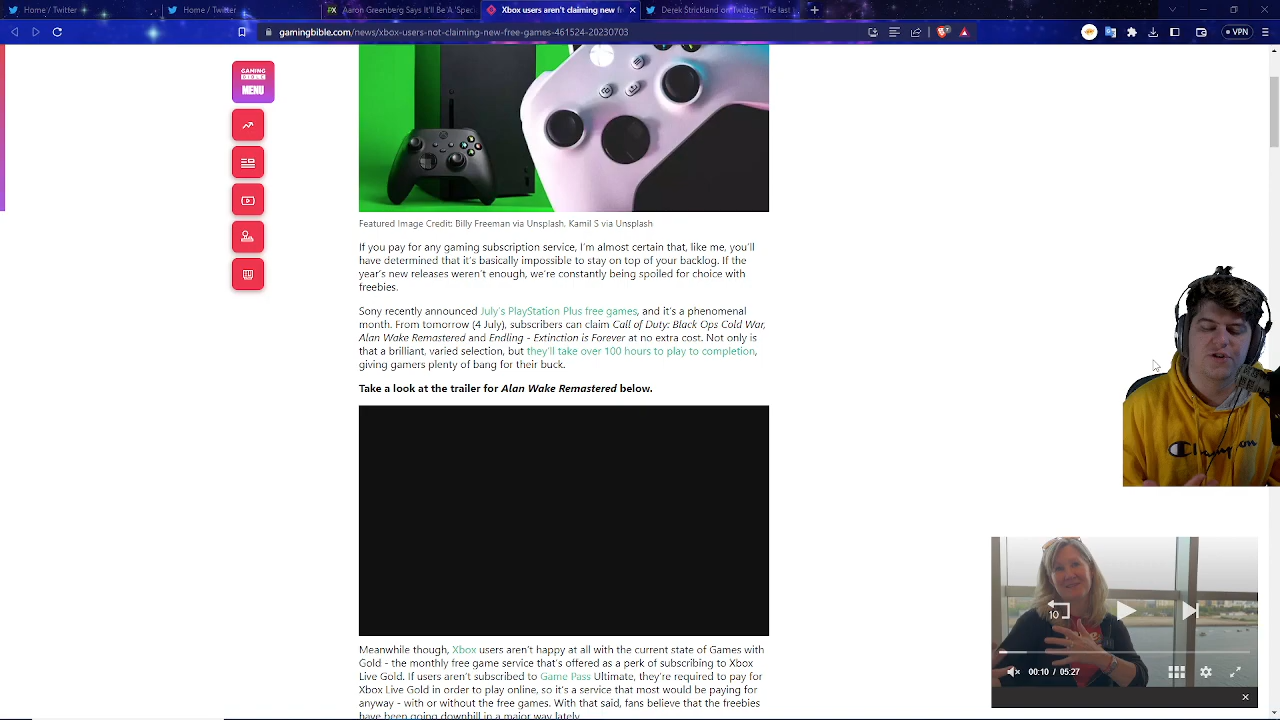 Home / Twitter
Home / Twitter
Aaron Greenberg Says It'll Be A 'Speci
Xbox users aren't claiming new f
Derek Strickland on Twitter: "The last
gamingbible.com/news/xbox-users-not-claiming-new-free-games-461524-20230703
VPN
GAMING
BIBLE
MENU
Featured Image Credit: Billy Freeman via Unsplash, Kamil S via Unsplash
If you pay for any gaming subscription service, I'm almost certain that, like me, you'll
have determined that it's basically impossible to stay on top of your backlog. If the
year's new releases weren't enough, we're constantly being spoiled for choice with
freebies.
Sony recently announced July's PlayStation Plus free games, and it's a phenomenal
month. From tomorrow (4 July), subscribers can claim Call of Duty: Black Ops Cold War,
Alan Wake Remastered and Endling - Extinction is Forever at no extra cost. Not only is
that a brilliant, varied selection, but they'll take over 100 hours to play to completion,
giving gamers plenty of bang for their buck.
Take a look at the trailer for Alan Wake Remastered below.
Champion
10
00:10 / 05:27
Meanwhile though, Xbox users aren't happy at all with the current state of Games with
Gold - the monthly free game service that's offered as a perk of subscribing to Xbox
Live Gold. If users aren't subscribed to Game Pass Ultimate, they're required to pay for
Xbox Live Gold in order to play online, so it's a service that most would be paying for
anyway - with or without the free games. With that said, fans believe that the freebies
have been going downhill in a major way lately